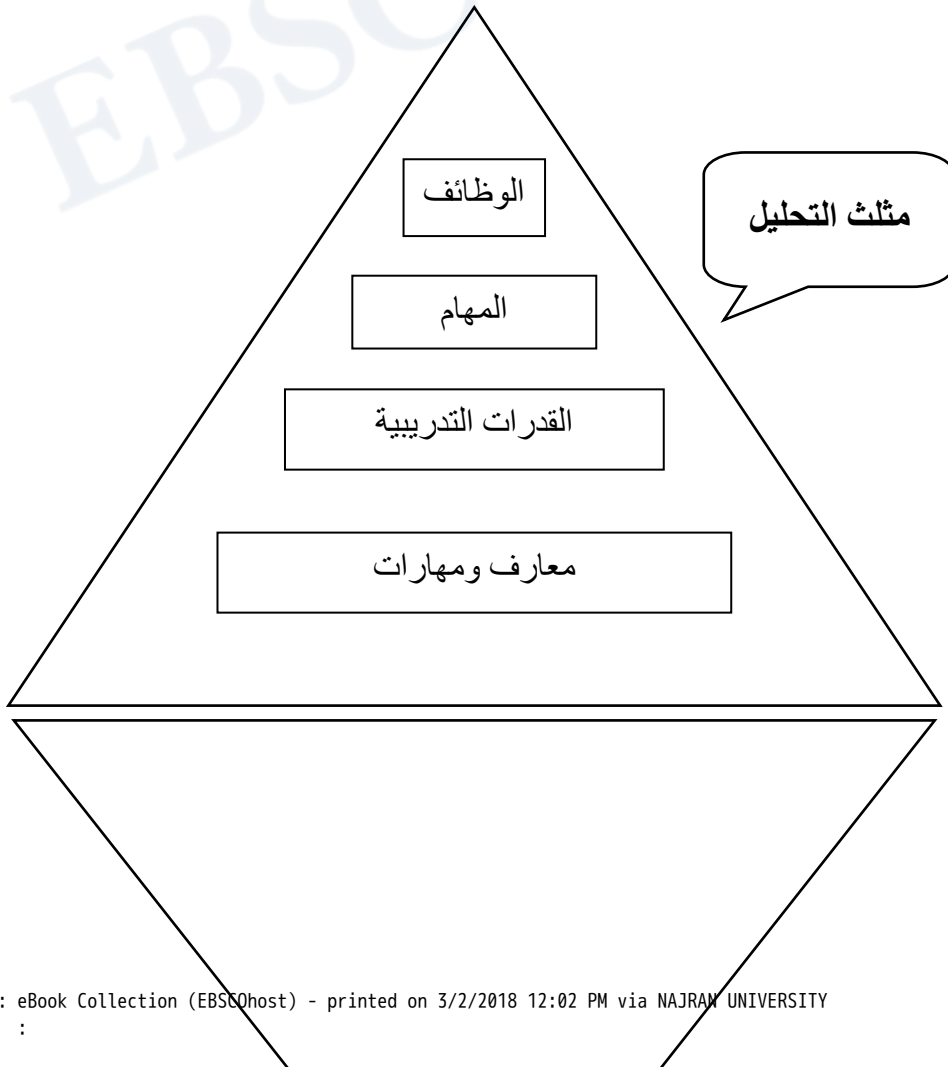 EBSCO
الوظائف
مثلث التحليل
المهام
القدرات التدريبية
معارف ومهارات
: eBook Collection (EBSCOhost) - printed on 3/2/2018 12:02 PM via NAJRAN UNIVERSITY
: